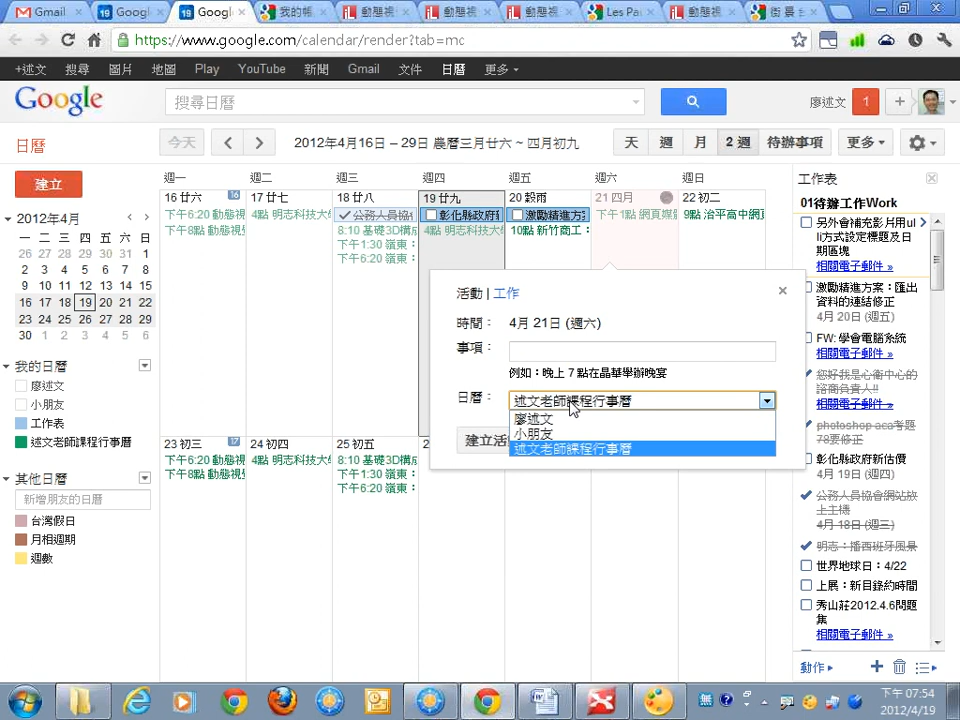 Gmail
Google
Google
我的帳
動態視
動態視
動態視
Les Pa
動態視
街 景
https://www.google.com/calendar/render?tab=mc
+述文 搜尋 圖片 地圖 Play YouTube 新聞 Gmail 文件 日曆 更多
Google
搜尋日曆
廖述文 1 +
日曆
今天
2012年4月16日 – 29日 農曆三月廿六 ~ 四月初九
天 週 月 2 週 待辦事項 更多
建立
2012年4月
一 二 三 四 五 六 日
26 27 28 29 30 31 1
2 3 4 5 6 7 8
9 10 11 12 13 14 15
16 17 18 19 20 21 22
23 24 25 26 27 28 29
30 1 2 3 4 5 6
我的日曆
廖述文
小朋友
工作表
述文老師課程行事曆
其他日曆
新增朋友的日曆
台灣假日
月相週期
週數
週一 週二 週三 週四 週五 週六 週日
16 廿六 16 17 廿七 18 廿八 19 廿九 20 穀雨 21 四月 22 初二
下午6:20 動態視
下午8點 動態視
4點 明志科技大
公務人員協
8:10 基礎3D構
下午1:30 嶺東
下午6:20 嶺東
彰化縣政府
4點 明志科技大
激勵精進方
10點 新竹商工
下午1點 網頁媒
9點 治平高中網
23 初三 17 24 初四 25 初五
下午6:20 動態視
下午8點 動態視
4點 明志科技大
8:10 基礎3D構成
下午1:30 嶺東
下午6:20 嶺東
活動 | 工作
時間： 4月 21日 (週六)
事項：
例如：晚上 7 點在晶華舉辦晚宴
日曆： 述文老師課程行事曆
廖述文
小朋友
述文老師課程行事曆
建立活
工作表
01待辦工作Work
另外會補充影片用ul
li方式設定標題及日
期區塊
相關電子郵件 »
激勵精進方案：匯出
資料的連結修正
4月 20日 (週五)
FW: 學會電腦系統
相關電子郵件 »
您好我是心衛中心的
諮商負責人!!
相關電子郵件 »
photoshop aca考題
78要修正
彰化縣政府新估價
4月 19日 (週四)
公務人員協會網站放
上主機
4月 18日 (週三)
明志：播西班牙風景
世界地球日：4/22
上展：新目錄約時間
秀山莊2012.4.6問題
集
相關電子郵件 »
動作
下午 07:54
2012/4/19